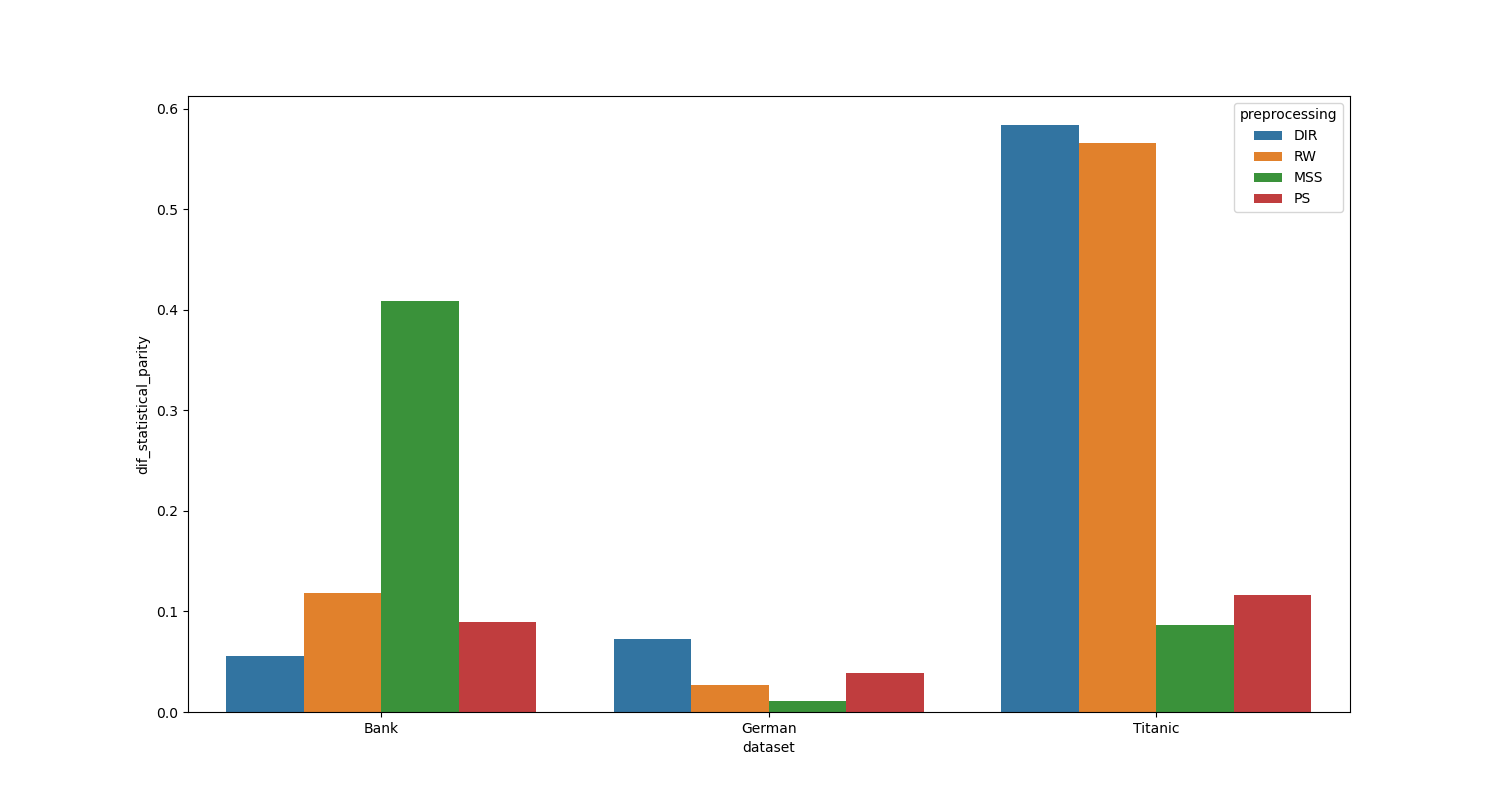 0.6
0.5
0.4
0.3
0.2
0.1
0.0
dif_statistical_parity
Bank
German
Titanic
dataset
preprocessing
DIR
RW
MSS
PS